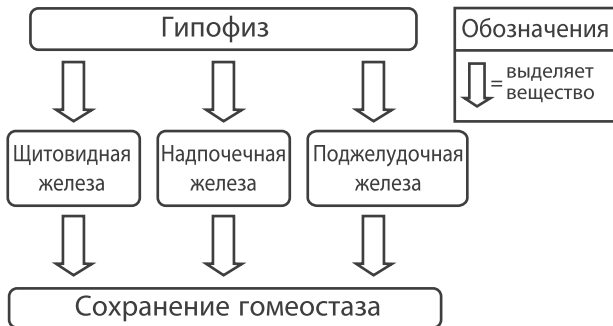 Гипофиз
Обозначения
= выделяет
вещество
Щитовидная
железа
Надпочечная
железа
Поджелудочная
железа
Сохранение гомеостаза